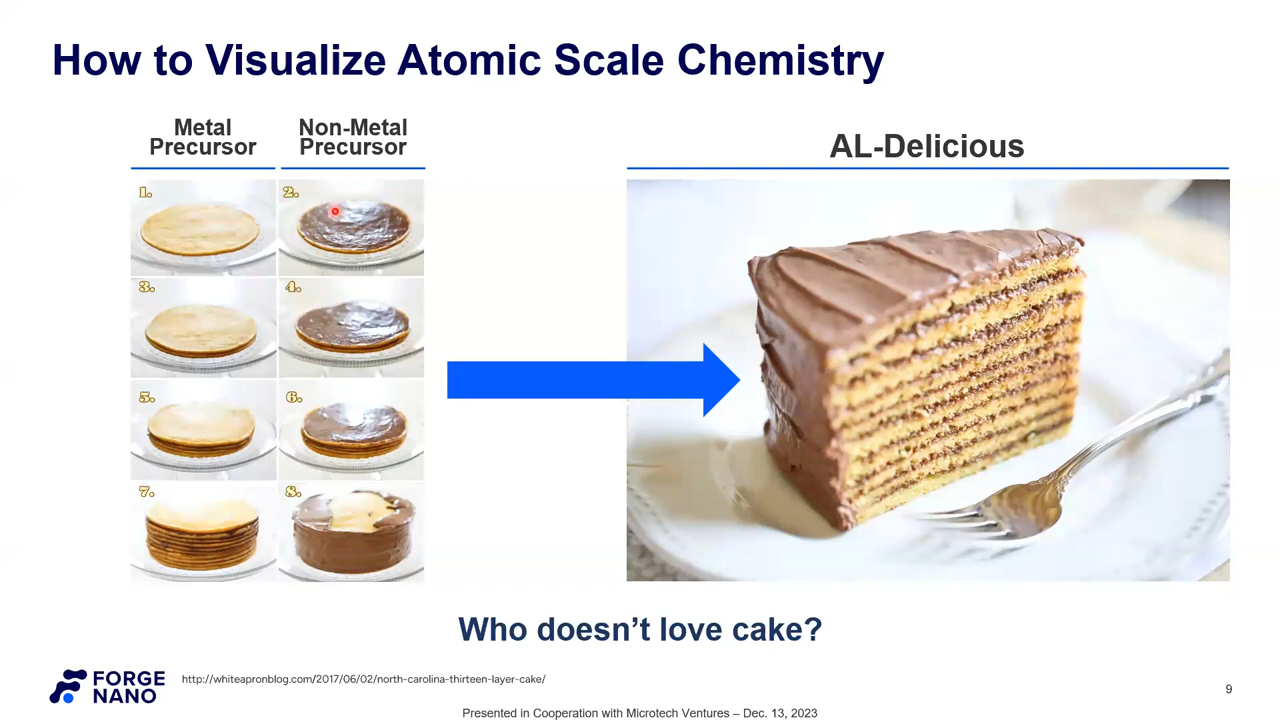 How to Visualize Atomic Scale Chemistry
Metal
Precursor
Non-Metal
Precursor
AL-Delicious
1.
2.
3.
4.
5.
6.
7.
8.
Who doesn’t love cake?
FORGE
NANO
http://whiteapronblog.com/2017/06/02/north-carolina-thirteen-layer-cake/
9
Presented in Cooperation with Microtech Ventures – Dec. 13, 2023